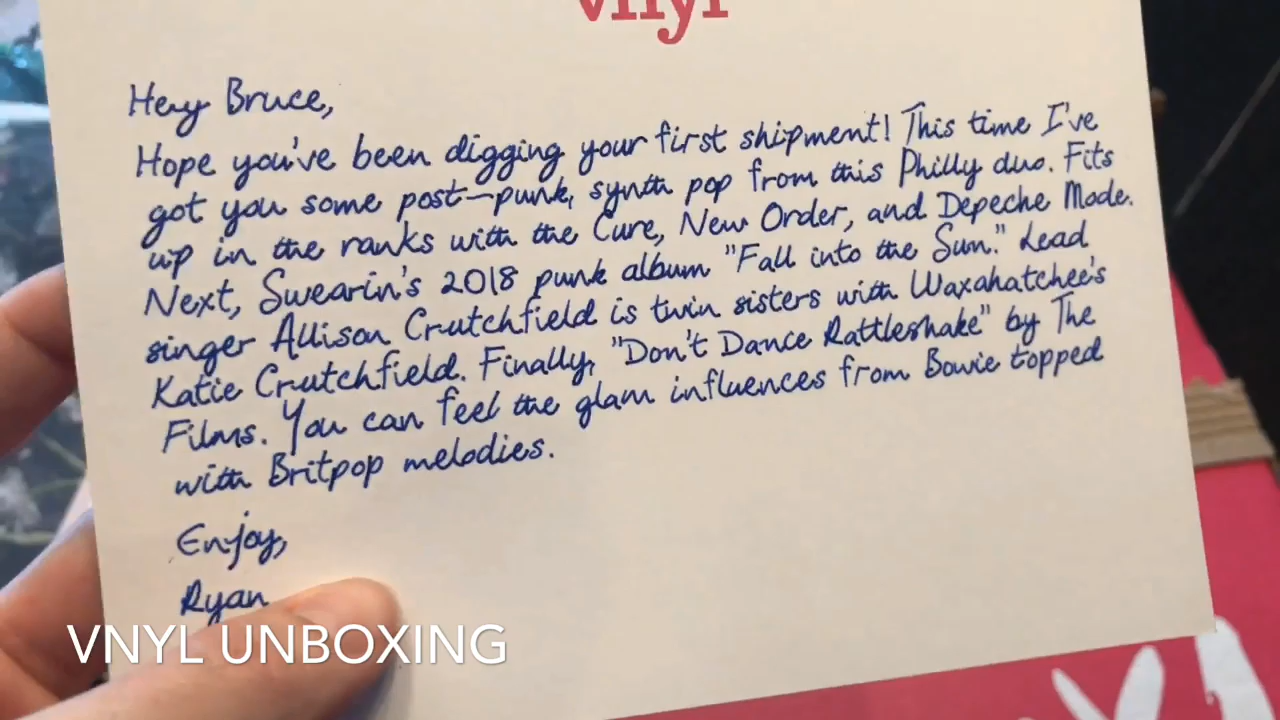 vnyl
Hey Bruce,
Hope you've been digging your first shipment! This time I've
got you some post-punk, synth pop from this Philly duo. Fits
up in the ranks with the Cure, New Order, and Depeche Mode.
Next, Swearin's 2018 punk album "Fall into the Sun." Lead
singer Allison Crutchfield is twin sisters with Waxahatchee's
Katie Crutchfield. Finally, "Don't Dance Rattleshake" by The
Films. You can feel the glam influences from Bowie topped
with Britpop melodies.
Enjoy,
Ryan
VNYL UNBOXING